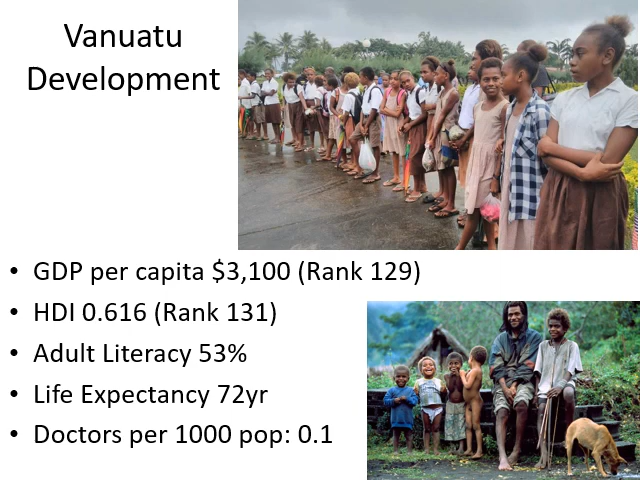 Vanuatu
Development
• GDP per capita $3,100 (Rank 129)
• HDI 0.616 (Rank 131)
• Adult Literacy 53%
• Life Expectancy 72yr
• Doctors per 1000 pop: 0.1